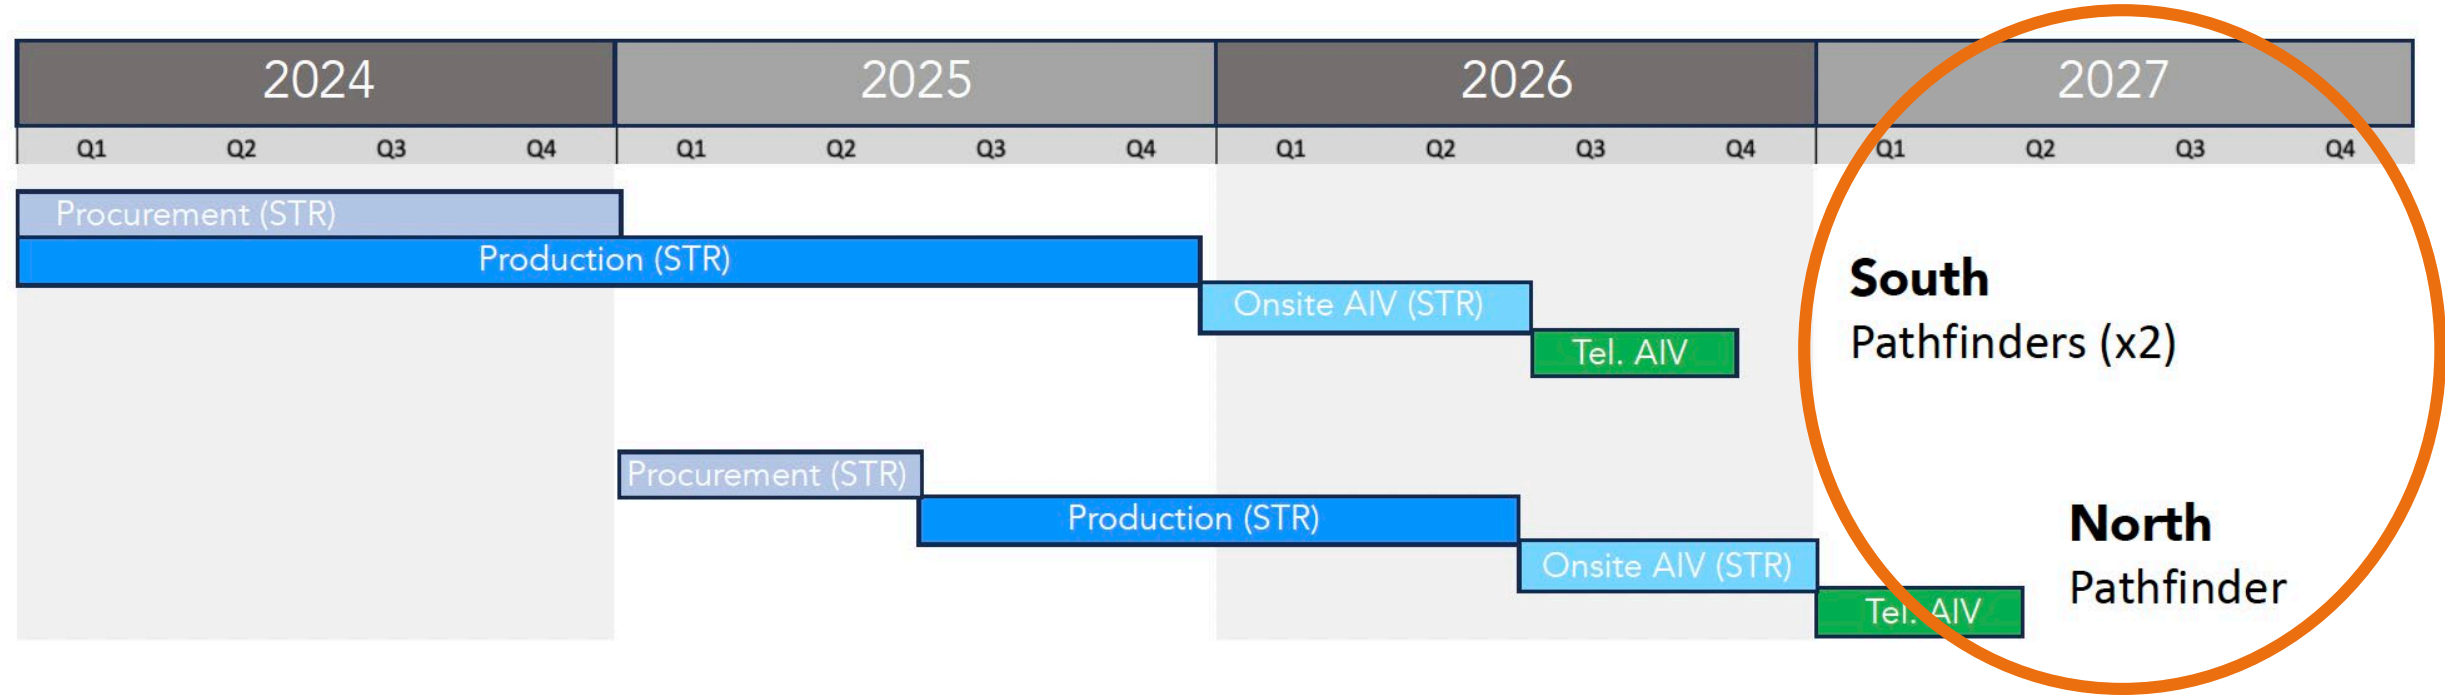 2024 2025 2026 2027
Q1 Q2 Q3 Q4 Q1 Q2 Q3 Q4 Q1 Q2 Q3 Q4 Q1 Q2 Q3 Q4
Procurement (STR)
Production (STR)
Onsite AIV (STR)
Tel. AIV
South
Pathfinders (x2)
Procurement (STR)
Production (STR)
Onsite AIV (STR)
Tel. AIV
North
Pathfinder